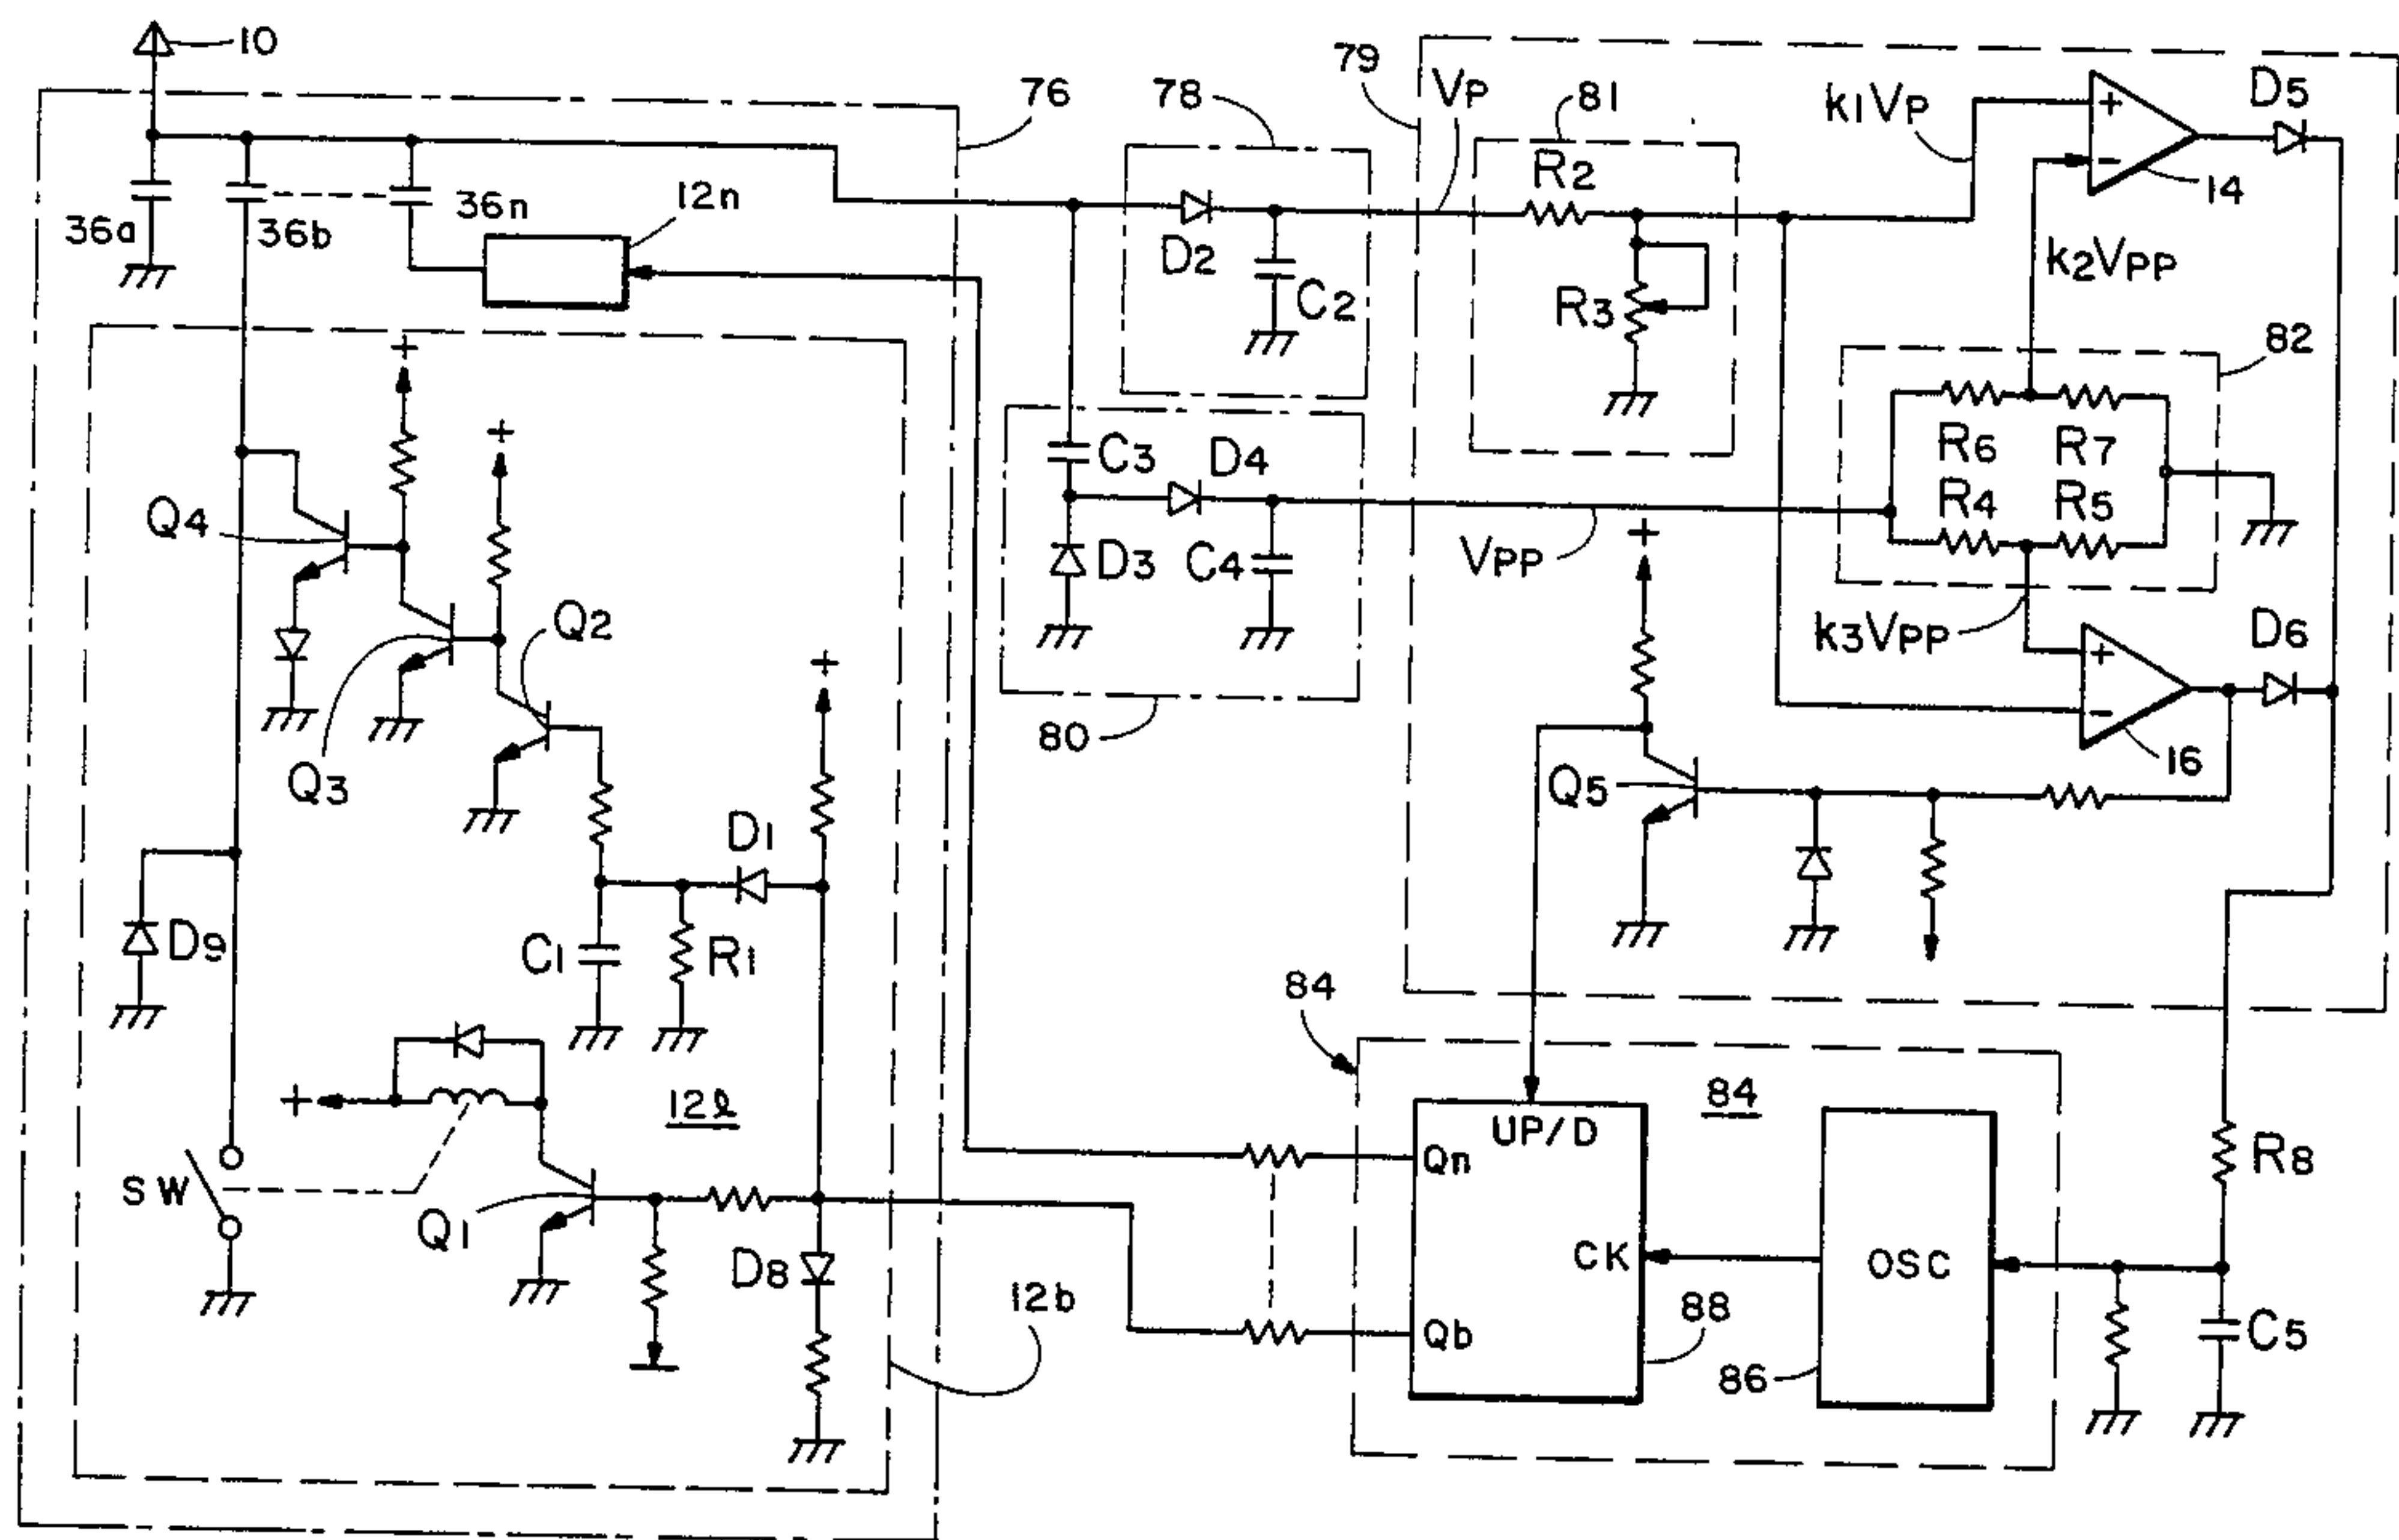 10
76
78
79
VP
81
k1VP
D5
+
−
14
36a
36b
36n
12n
D2
C2
R2
R3
k2VPP
82
+
+
Q4
C3
D4
D3
C4
80
VPP
R6
R7
R4
R5
k3VPP
+
−
16
D6
+
Q3
Q2
+
Q5
D1
D9
C1
R1
84
84
+
12ℓ
SW
Q1
D8
12b
UP/D
Qn
CK
Qb
88
OSC
86
R8
C5